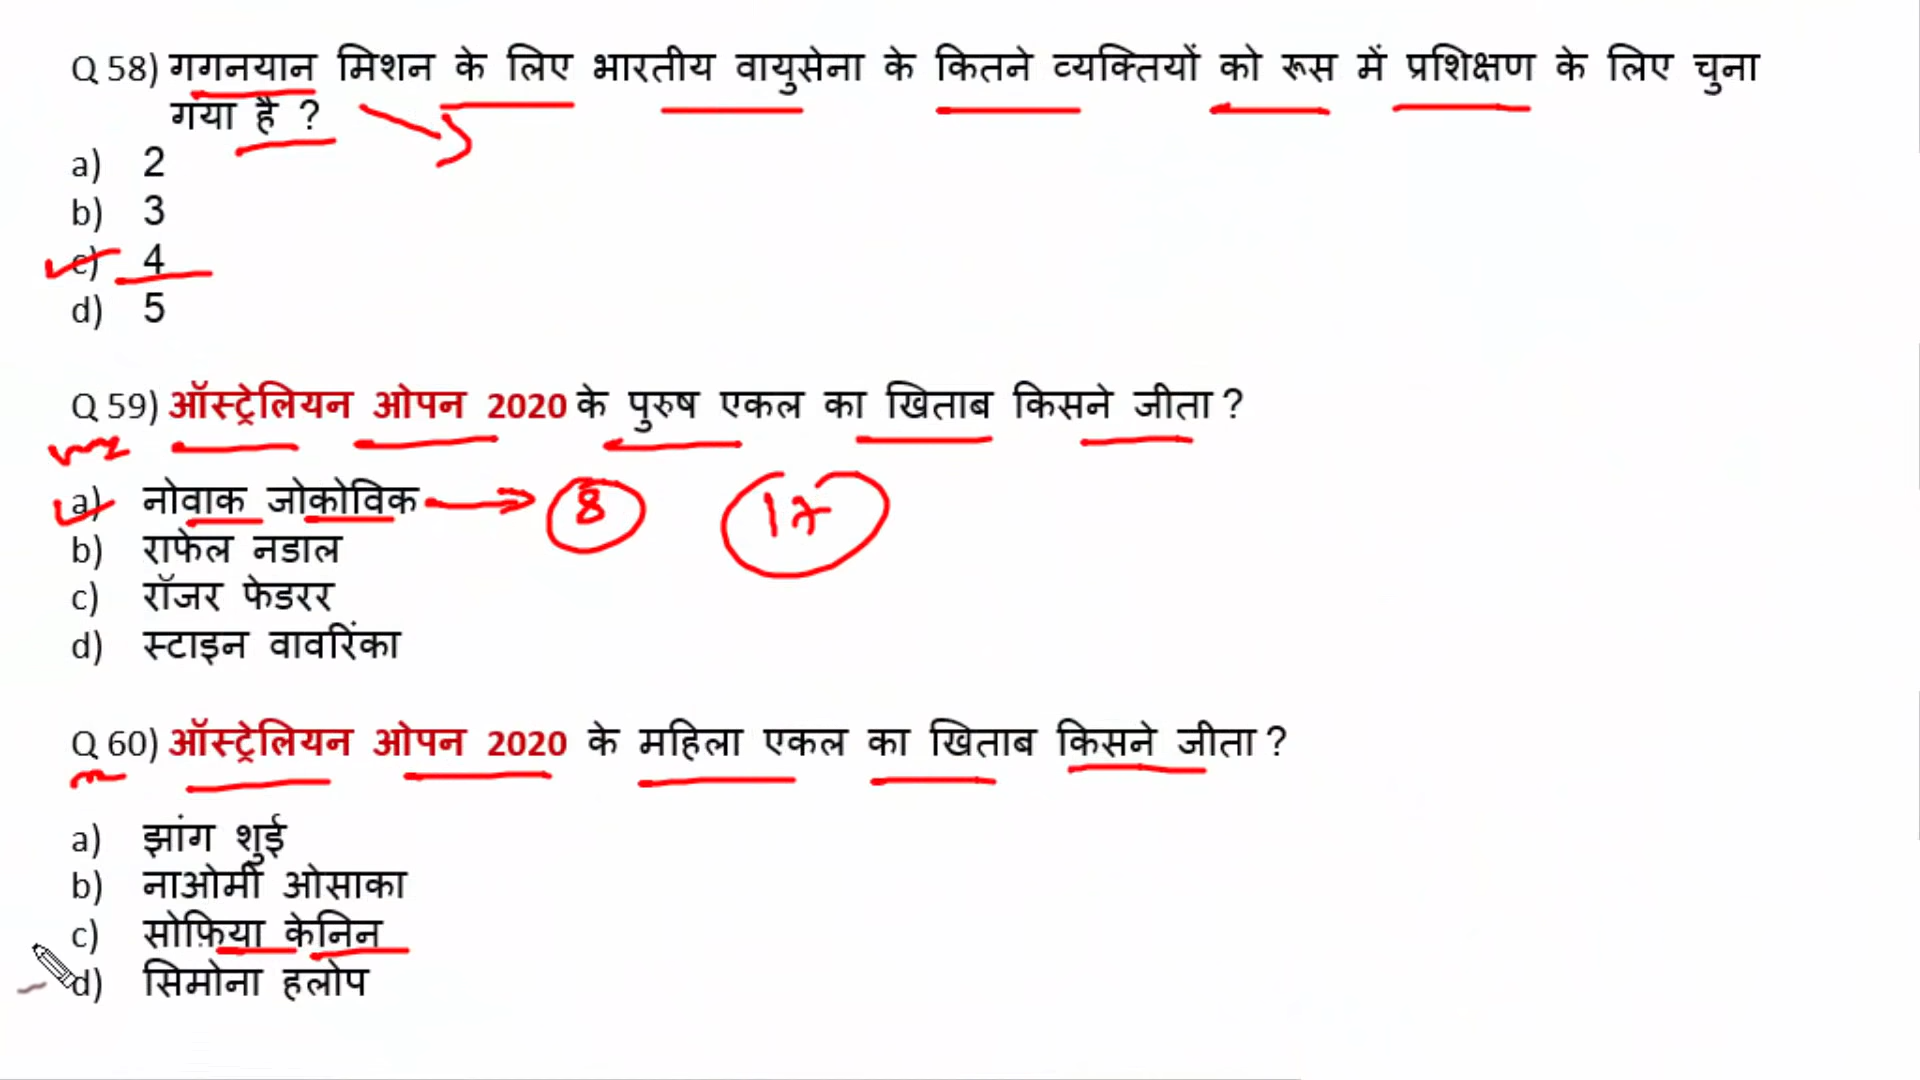 Q 58) गगनयान मिशन के लिए भारतीय वायुसेना के कितने व्यक्तियों को रूस में प्रशिक्षण के लिए चुना
गया है ?
a) 2
b) 3
c) 4
d) 5
Q 59) ऑस्ट्रेलियन ओपन 2020 के पुरुष एकल का खिताब किसने जीता ?
a) नोवाक जोकोविक 8 17
b) राफेल नडाल
c) रॉजर फेडरर
d) स्टाइन वावरिंका
Q 60) ऑस्ट्रेलियन ओपन 2020 के महिला एकल का खिताब किसने जीता ?
a) झांग शुई
b) नाओमी ओसाका
c) सोफ़िया केनिन
d) सिमोना हलोप